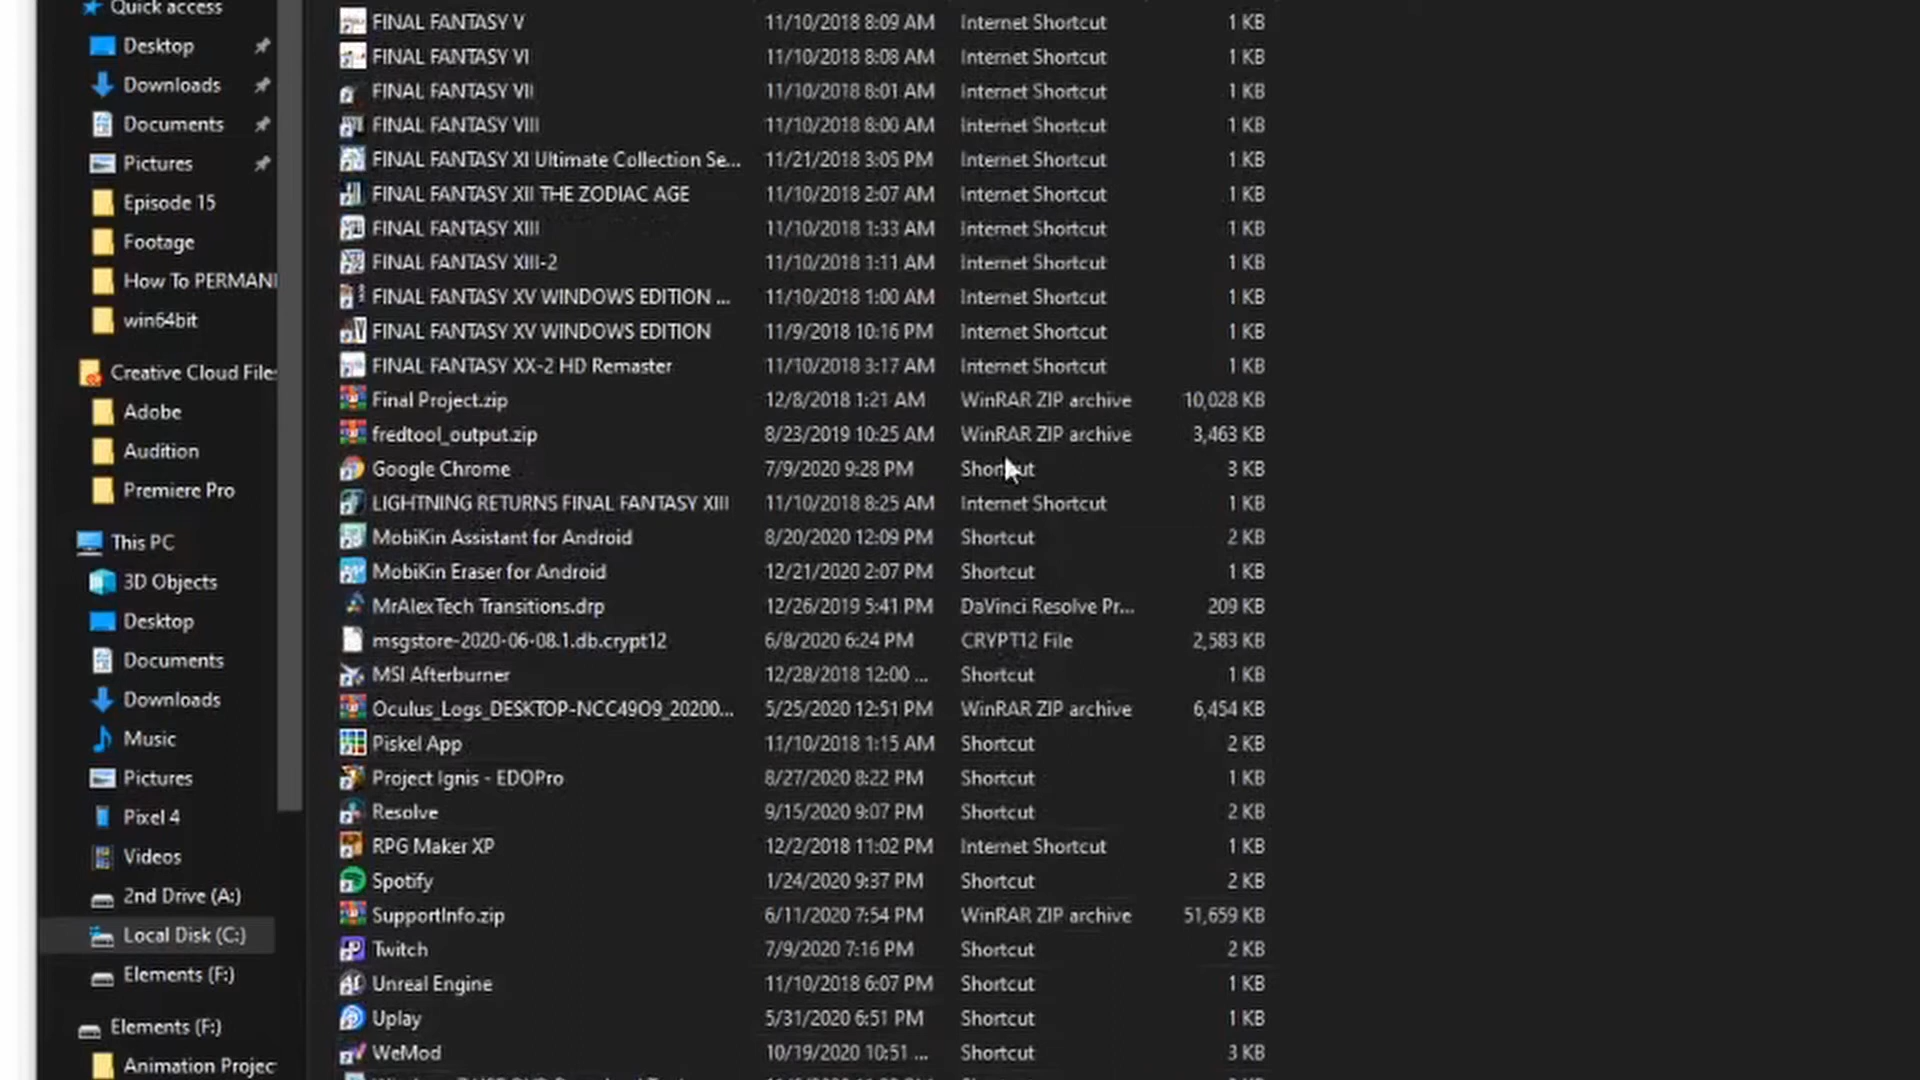 Quick access
Desktop
Downloads
Documents
Pictures
Episode 15
Footage
How To PERMANI
win64bit
Creative Cloud Files
Adobe
Audition
Premiere Pro
This PC
3D Objects
Desktop
Documents
Downloads
Music
Pictures
Pixel 4
Videos
2nd Drive (A:)
Local Disk (C:)
Elements (F:)
Elements (F:)
Animation Projec
FINAL FANTASY V 11/10/2018 8:09 AM Internet Shortcut 1 KB
FINAL FANTASY VI 11/10/2018 8:08 AM Internet Shortcut 1 KB
FINAL FANTASY VII 11/10/2018 8:01 AM Internet Shortcut 1 KB
FINAL FANTASY VIII 11/10/2018 8:00 AM Internet Shortcut 1 KB
FINAL FANTASY XI Ultimate Collection Se... 11/21/2018 3:05 PM Internet Shortcut 1 KB
FINAL FANTASY XII THE ZODIAC AGE 11/10/2018 2:07 AM Internet Shortcut 1 KB
FINAL FANTASY XIII 11/10/2018 1:33 AM Internet Shortcut 1 KB
FINAL FANTASY XIII-2 11/10/2018 1:11 AM Internet Shortcut 1 KB
FINAL FANTASY XV WINDOWS EDITION ... 11/10/2018 1:00 AM Internet Shortcut 1 KB
FINAL FANTASY XV WINDOWS EDITION 11/9/2018 10:16 PM Internet Shortcut 1 KB
FINAL FANTASY XX-2 HD Remaster 11/10/2018 3:17 AM Internet Shortcut 1 KB
Final Project.zip 12/8/2018 1:21 AM WinRAR ZIP archive 10,028 KB
fredtool_output.zip 8/23/2019 10:25 AM WinRAR ZIP archive 3,463 KB
Google Chrome 7/9/2020 9:28 PM Shortcut 3 KB
LIGHTNING RETURNS FINAL FANTASY XIII 11/10/2018 8:25 AM Internet Shortcut 1 KB
MobiKin Assistant for Android 8/20/2020 12:09 PM Shortcut 2 KB
MobiKin Eraser for Android 12/21/2020 2:07 PM Shortcut 1 KB
MrAlexTech Transitions.drp 12/26/2019 5:41 PM DaVinci Resolve Pr... 209 KB
msgstore-2020-06-08.1.db.crypt12 6/8/2020 6:24 PM CRYPT12 File 2,583 KB
MSI Afterburner 12/28/2018 12:00 ... Shortcut 1 KB
Oculus_Logs_DESKTOP-NCC49O9_20200... 5/25/2020 12:51 PM WinRAR ZIP archive 6,454 KB
Piskel App 11/10/2018 1:15 AM Shortcut 2 KB
Project Ignis - EDOPro 8/27/2020 8:22 PM Shortcut 1 KB
Resolve 9/15/2020 9:07 PM Shortcut 2 KB
RPG Maker XP 12/2/2018 11:02 PM Internet Shortcut 1 KB
Spotify 1/24/2020 9:37 PM Shortcut 2 KB
SupportInfo.zip 6/11/2020 7:54 PM WinRAR ZIP archive 51,659 KB
Twitch 7/9/2020 7:16 PM Shortcut 2 KB
Unreal Engine 11/10/2018 6:07 PM Shortcut 1 KB
Uplay 5/31/2020 6:51 PM Shortcut 1 KB
WeMod 10/19/2020 10:51 ... Shortcut 3 KB